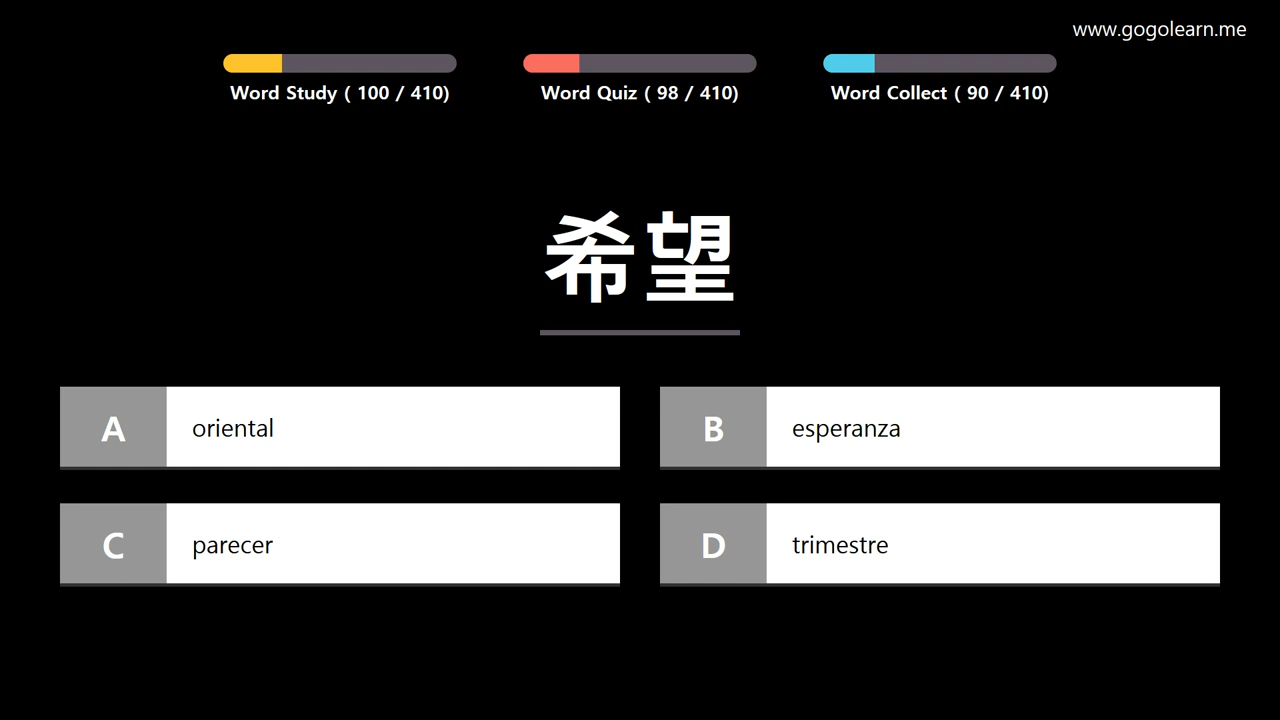 www.gogolearn.me
Word Study ( 100 / 410)
Word Quiz ( 98 / 410)
Word Collect ( 90 / 410)
希望
A oriental
B esperanza
C parecer
D trimestre